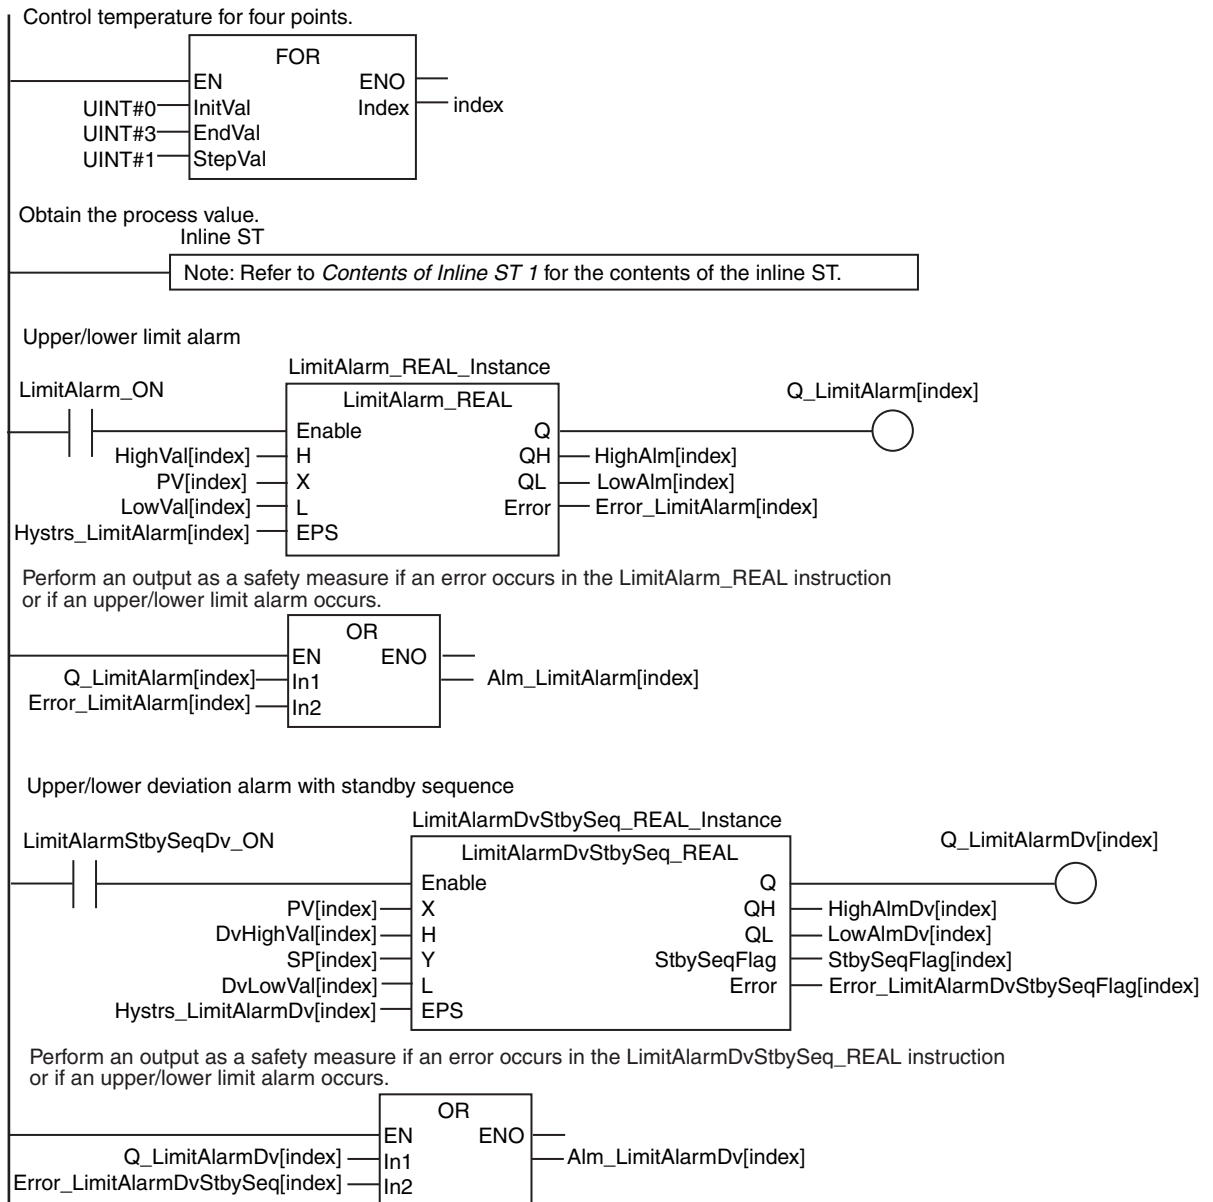 Control temperature for four points.
FOR
EN ENO
UINT#0 InitVal Index index
UINT#3 EndVal
UINT#1 StepVal
Obtain the process value.
Inline ST
Note: Refer to Contents of Inline ST 1 for the contents of the inline ST.
Upper/lower limit alarm
LimitAlarm_REAL_Instance
LimitAlarm_ON LimitAlarm_REAL Q_LimitAlarm[index]
Enable Q
HighVal[index] H QH HighAlm[index]
PV[index] X QL LowAlm[index]
LowVal[index] L Error Error_LimitAlarm[index]
Hystrs_LimitAlarm[index] EPS
Perform an output as a safety measure if an error occurs in the LimitAlarm_REAL instruction
or if an upper/lower limit alarm occurs.
OR
EN ENO
Q_LimitAlarm[index] In1 Alm_LimitAlarm[index]
Error_LimitAlarm[index] In2
Upper/lower deviation alarm with standby sequence
LimitAlarmDvStbySeq_REAL_Instance
LimitAlarmStbySeqDv_ON LimitAlarmDvStbySeq_REAL Q_LimitAlarmDv[index]
Enable Q
PV[index] X QH HighAlmDv[index]
DvHighVal[index] H QL LowAlmDv[index]
SP[index] Y StbySeqFlag StbySeqFlag[index]
DvLowVal[index] L Error Error_LimitAlarmDvStbySeqFlag[index]
Hystrs_LimitAlarmDv[index] EPS
Perform an output as a safety measure if an error occurs in the LimitAlarmDvStbySeq_REAL instruction
or if an upper/lower limit alarm occurs.
OR
EN ENO
Q_LimitAlarmDv[index] In1 Alm_LimitAlarmDv[index]
Error_LimitAlarmDvStbySeq[index] In2